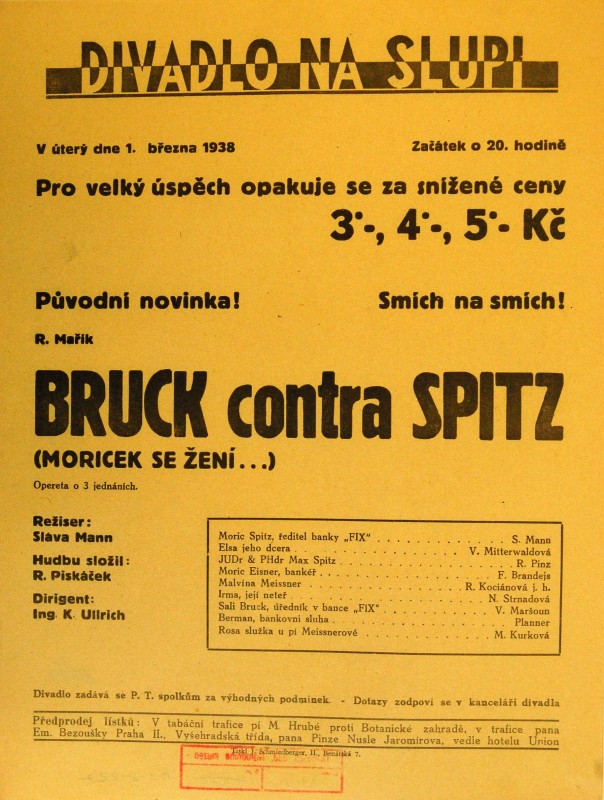 DIVADLO NA SLUPI
V úterý dne 1. března 1938 Začátek o 20. hodině
Pro velký úspěch opakuje se za snížené ceny
3·-, 4·-, 5·- Kč
Původní novinka! Smích na smích!
R. Mařík
BRUCK contra SPITZ
(MORICEK SE ŽENÍ...)
Opereta o 3 jednáních.
Režiser:
Sláva Mann
Hudbu složil:
R. Piskáček
Dirigent:
Ing. K. Ullrich
Moric Spitz, ředitel banky „FIX" . . . . . . . . . . . . . S. Mann
Elsa jeho dcera . . . . . . . . . . . . . V. Mitterwaldová
JUDr & PHdr Max Spitz . . . . . . . . . . . . . R. Pinz
Moric Eisner, bankéř . . . . . . . . . . . . . F. Brandejs
Malvína Meissner . . . . . . . . . . . . . R. Kociánová j. h.
Irma, její neteř . . . . . . . . . . . . . N. Strnadová
Sali Bruck, úředník v bance „FIX" . . . . . . . . . . . . . V. Maršoun
Berman, bankovní sluha . . . . . . . . . . . . . Planner
Rosa služka u pí Meissnerové . . . . . . . . . . . . . M. Kurková
Divadlo zadává se P. T. spolkům za výhodných podmínek. - Dotazy zodpoví se v kanceláři divadla
Předprodej lístků: V tabáční trafice pí M. Hrubé proti Botanické zahradě, v trafice pana
Em. Bezoušky Praha II., Vyšehradská třída, pana Pinze Nusle Jaromírova, vedle hotelu Union
Schmiedberger, II., Benátská 7.